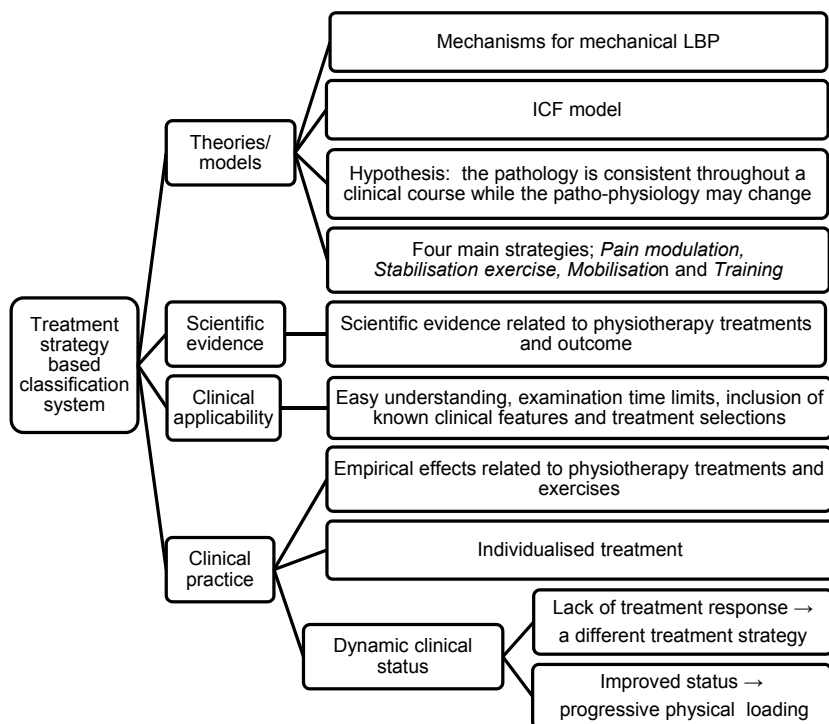 Mechanisms for mechanical LBP
ICF model
Theories/
models
Hypothesis: the pathology is consistent throughout a
clinical course while the patho-physiology may change
Four main strategies; Pain modulation,
Stabilisation exercise, Mobilisation and Training
Treatment
strategy
based
classification
system
Scientific
evidence
Scientific evidence related to physiotherapy treatments
and outcome
Clinical
applicability
Easy understanding, examination time limits, inclusion of
known clinical features and treatment selections
Clinical
practice
Empirical effects related to physiotherapy treatments and
exercises
Individualised treatment
Dynamic clinical
status
Lack of treatment response →
a different treatment strategy
Improved status →
progressive physical loading